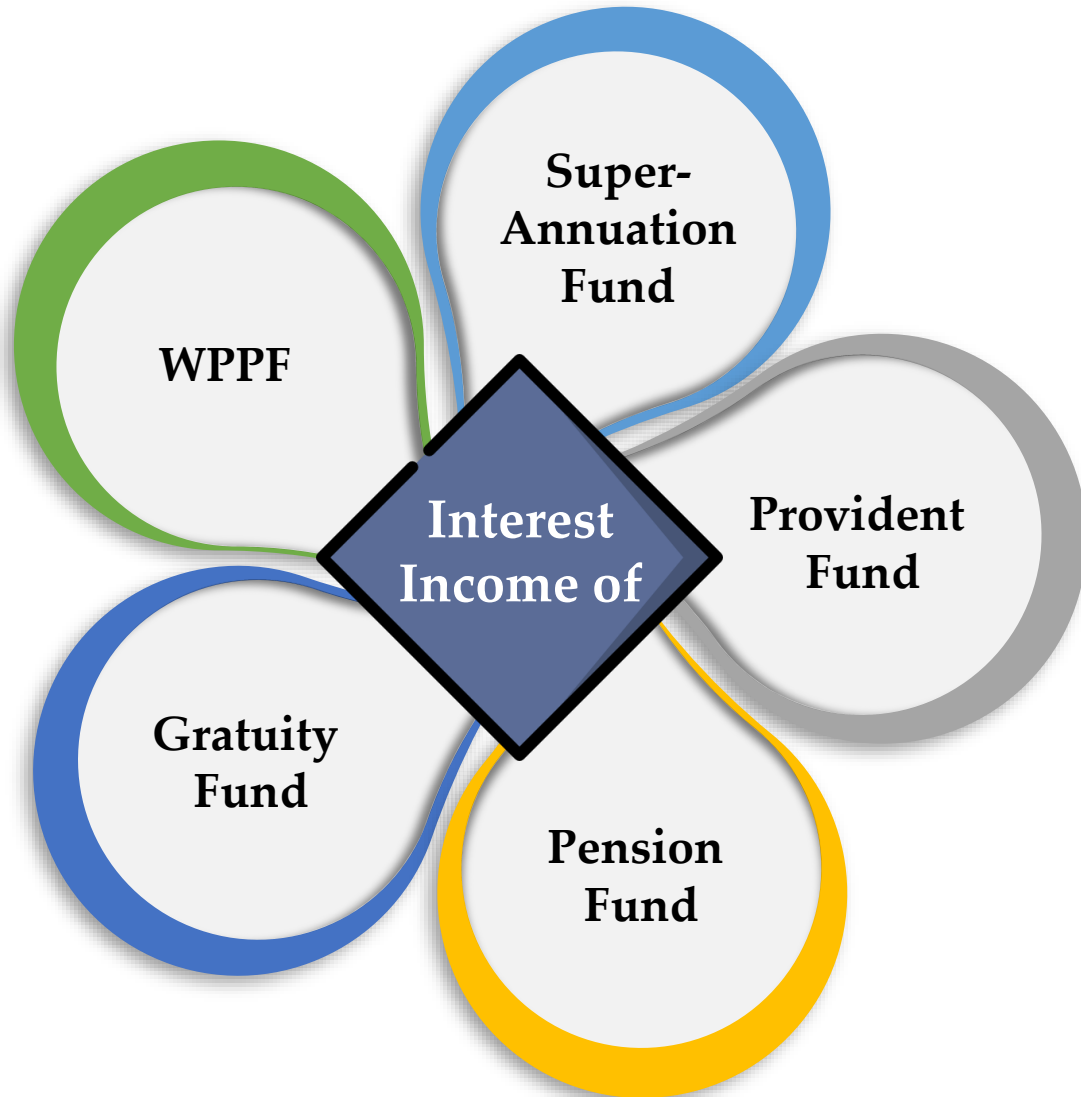 Super-
Annuation
Fund
WPPF
Interest
Income of
Provident
Fund
Gratuity
Fund
Pension
Fund